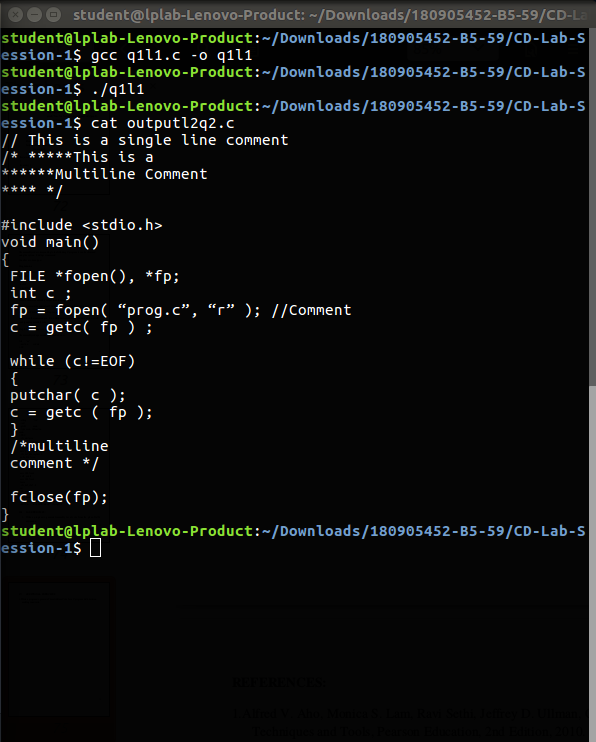 student@lplab-Lenovo-Product: ~/Downloads/180905452-B5-59/CD-La
student@lplab-Lenovo-Product:~/Downloads/180905452-B5-59/CD-Lab-S
ession-1$ gcc q1l1.c -o q1l1
student@lplab-Lenovo-Product:~/Downloads/180905452-B5-59/CD-Lab-S
ession-1$ ./q1l1
student@lplab-Lenovo-Product:~/Downloads/180905452-B5-59/CD-Lab-S
ession-1$ cat outputl2q2.c
// This is a single line comment
/* *****This is a
******Multiline Comment
**** */
#include <stdio.h>
void main()
{
FILE *fopen(), *fp;
int c ;
fp = fopen( “prog.c”, “r” ); //Comment
c = getc( fp ) ;
while (c!=EOF)
{
putchar( c );
c = getc ( fp );
}
/*multiline
comment */
fclose(fp);
}
student@lplab-Lenovo-Product:~/Downloads/180905452-B5-59/CD-Lab-S
ession-1$
REFERENCES: